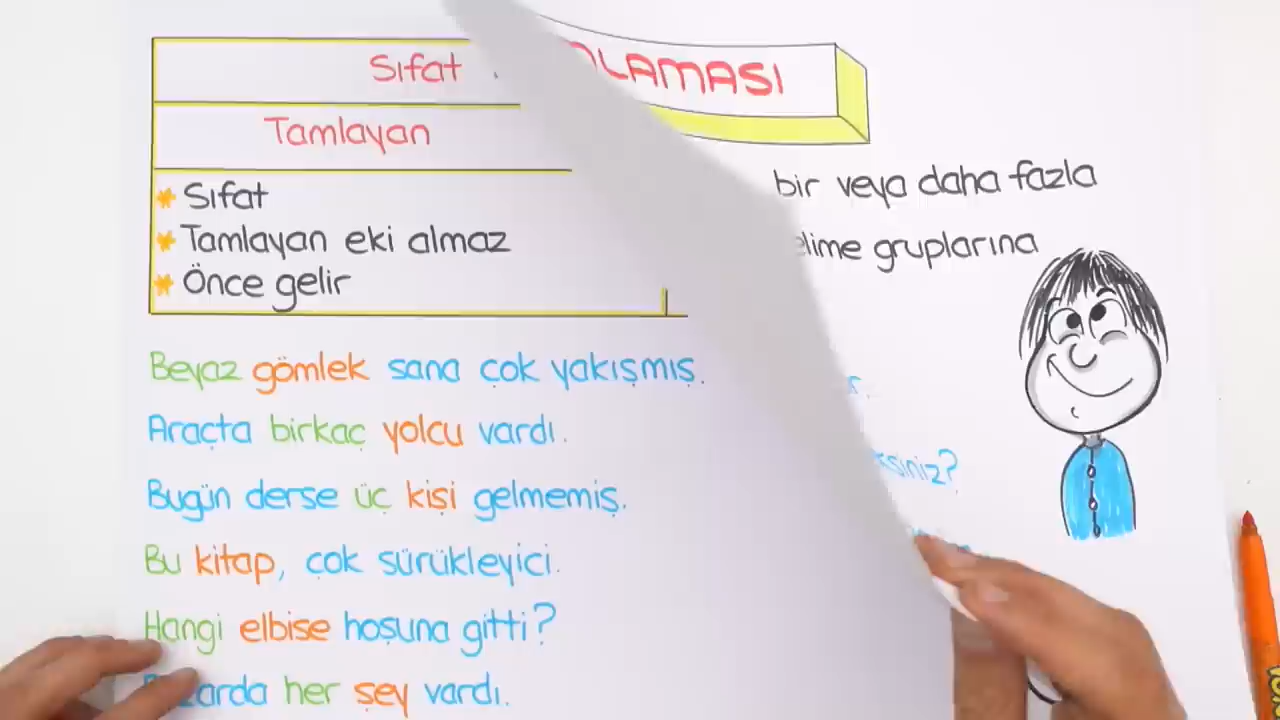 Sıfat
Tamlayan
Sıfat
Tamlayan eki almaz
Önce gelir
Beyaz gömlek sana çok yakışmış.
Araçta birkaç yolcu vardı.
Bugün derse üç kişi gelmemiş.
Bu kitap, çok sürükleyici.
Hangi elbise hoşuna gitti?
her şey vardı.
LAMASI
bir veya daha fazla
elime gruplarına
siniz?